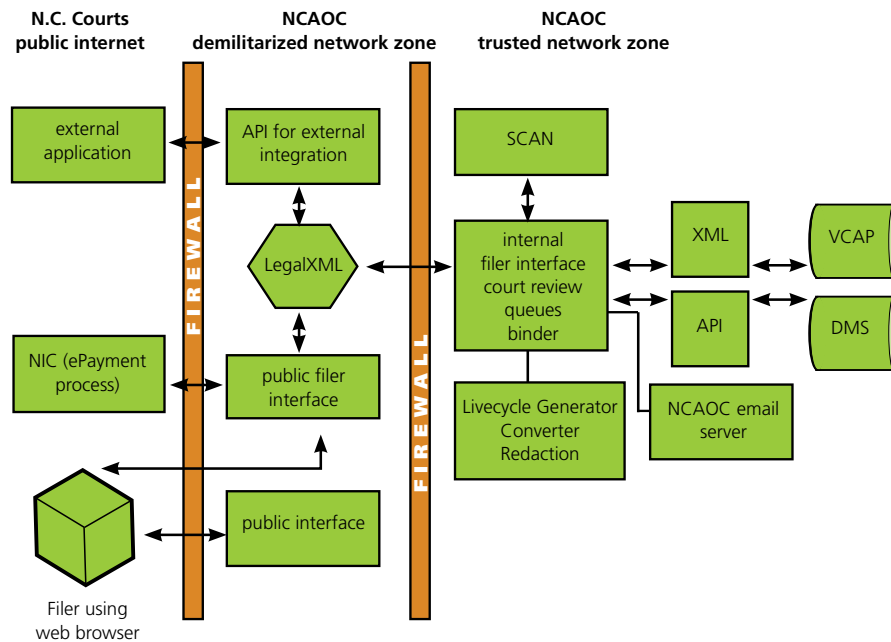 N.C. Courts
public internet
NCAOC
demilitarized network zone
NCAOC
trusted network zone
external
application
FIREWALL
API for external
integration
LegalXML
NIC (ePayment
process)
public filer
interface
public interface
Filer using
web browser
FIREWALL
SCAN
internal
filer interface
court review
queues
binder
XML
VCAP
API
DMS
Livecycle Generator
Converter
Redaction
NCAOC email
server